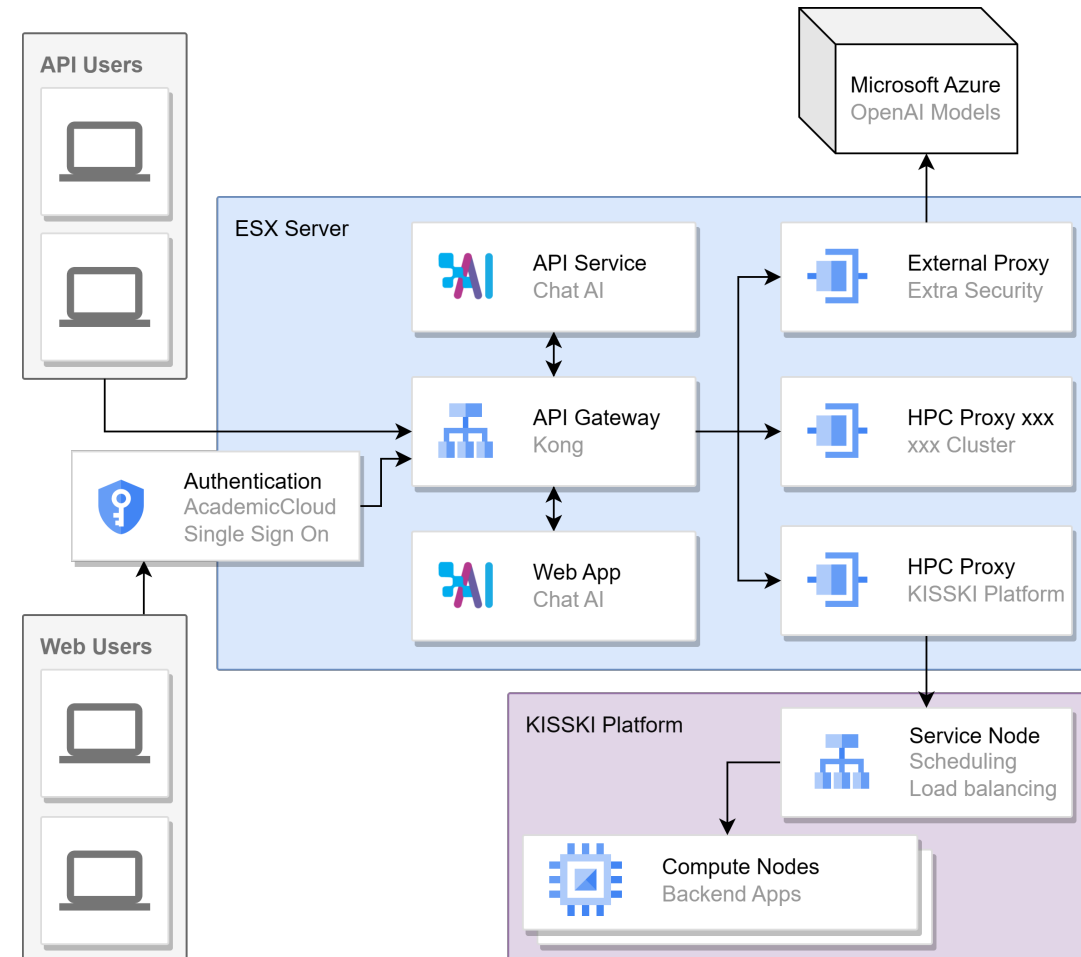 API Users
Microsoft Azure
OpenAI Models
ESX Server
API Service
Chat AI
External Proxy
Extra Security
API Gateway
Kong
HPC Proxy xxx
xxx Cluster
Authentication
AcademicCloud
Single Sign On
Web App
Chat AI
HPC Proxy
KISSKI Platform
Web Users
KISSKI Platform
Service Node
Scheduling
Load balancing
Compute Nodes
Backend Apps